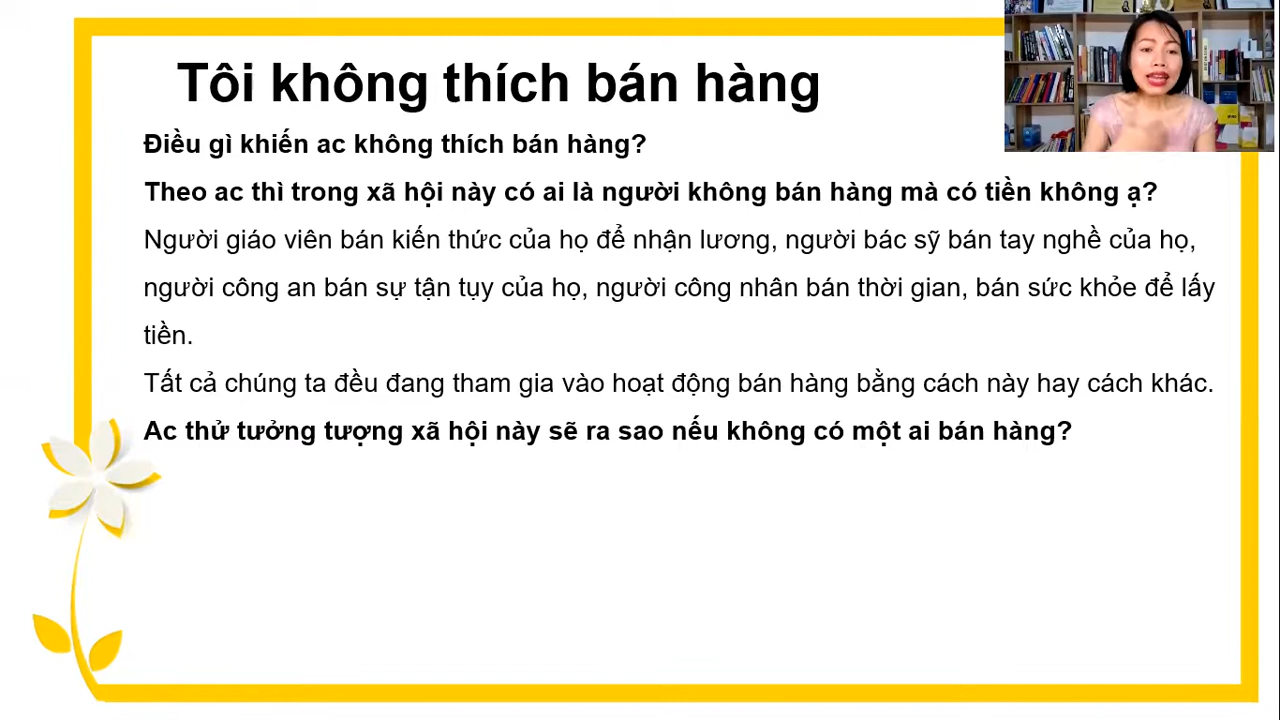 Tôi không thích bán hàng
Điều gì khiến ac không thích bán hàng?
Theo ac thì trong xã hội này có ai là người không bán hàng mà có tiền không ạ?
Người giáo viên bán kiến thức của họ để nhận lương, người bác sỹ bán tay nghề của họ,
người công an bán sự tận tụy của họ, người công nhân bán thời gian, bán sức khỏe để lấy
tiền.
Tất cả chúng ta đều đang tham gia vào hoạt động bán hàng bằng cách này hay cách khác.
Ac thử tưởng tượng xã hội này sẽ ra sao nếu không có một ai bán hàng?